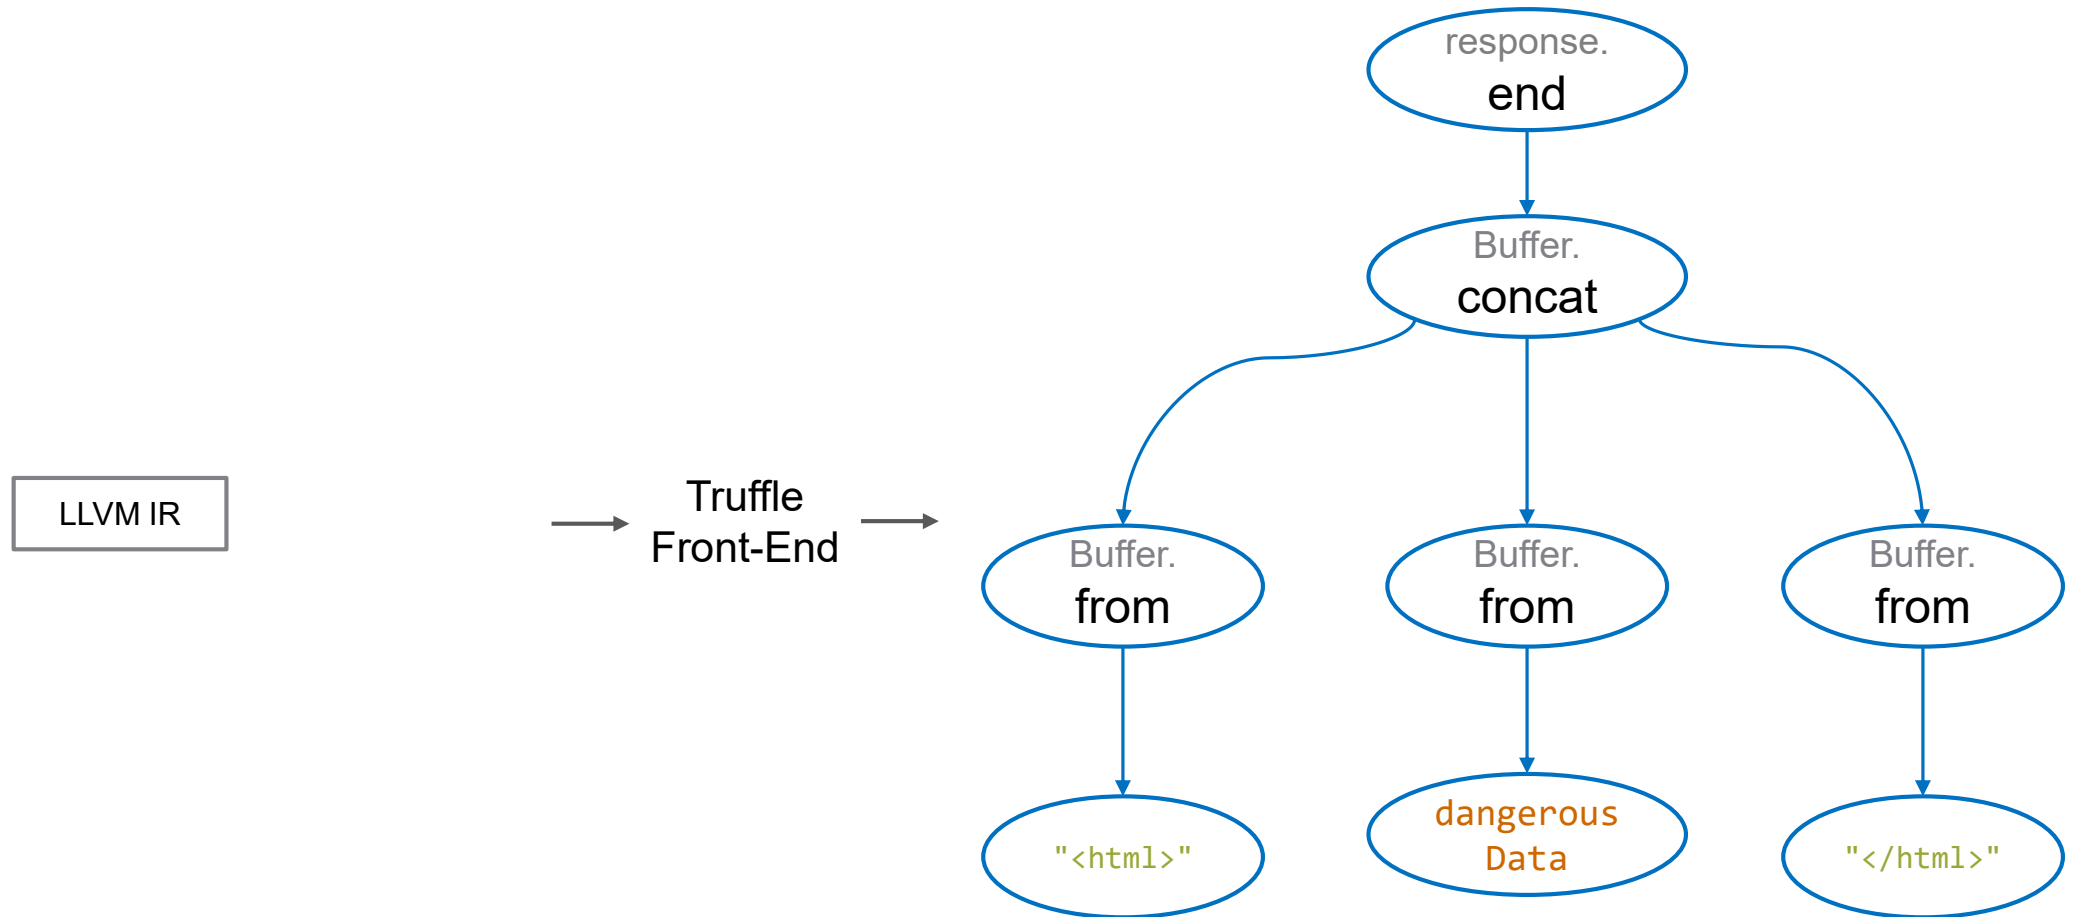 response.
end
Buffer.
concat
LLVM IR
Truffle
Front-End
Buffer.
from
Buffer.
from
Buffer.
from
"<html>"
dangerous
Data
"</html>"